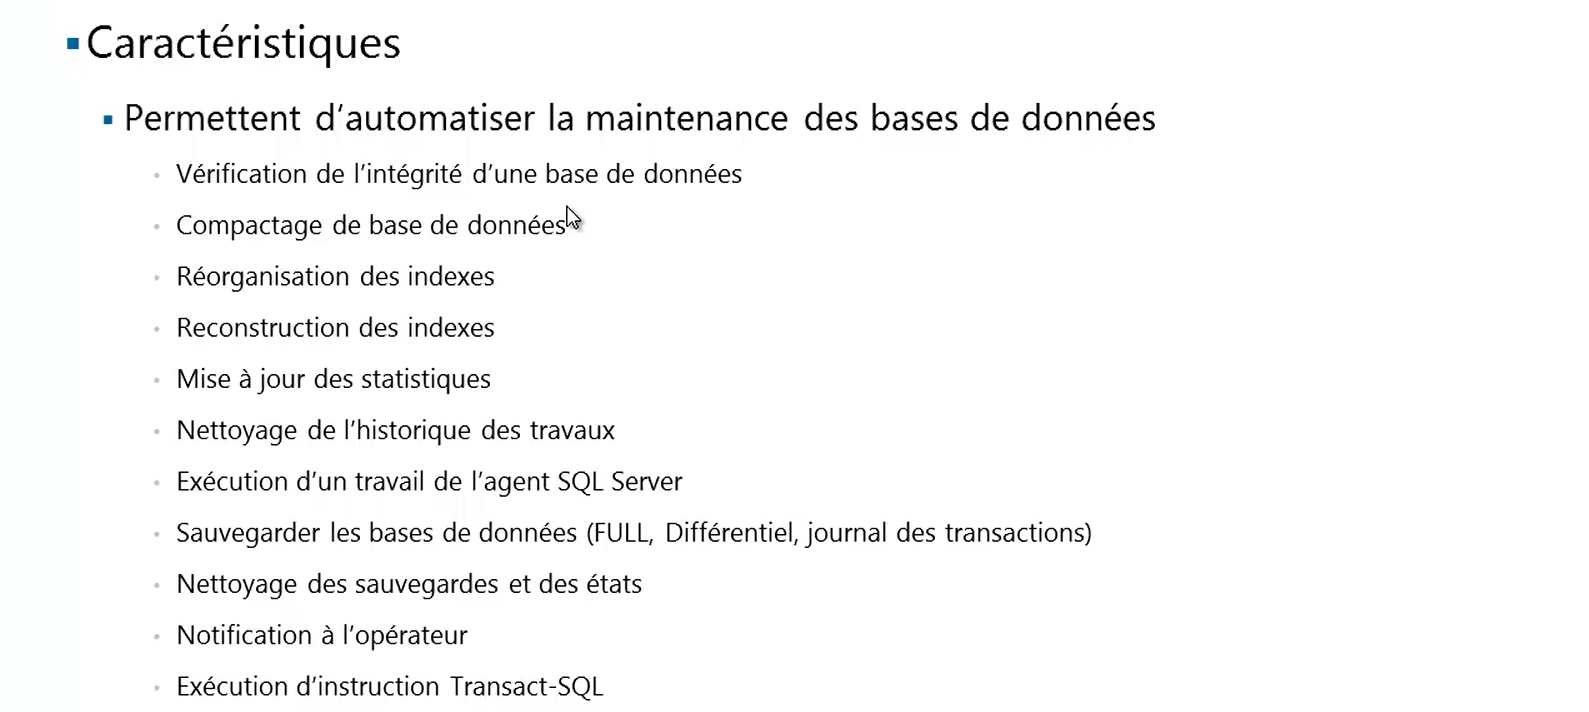 Caractéristiques
Permettent d'automatiser la maintenance des bases de données
Vérification de l'intégrité d'une base de données
Compactage de base de données
Réorganisation des indexes
Reconstruction des indexes
Mise à jour des statistiques
Nettoyage de l'historique des travaux
Exécution d'un travail de l'agent SQL Server
Sauvegarder les bases de données (FULL, Différentiel, journal des transactions)
Nettoyage des sauvegardes et des états
Notification à l'opérateur
Exécution d'instruction Transact-SQL